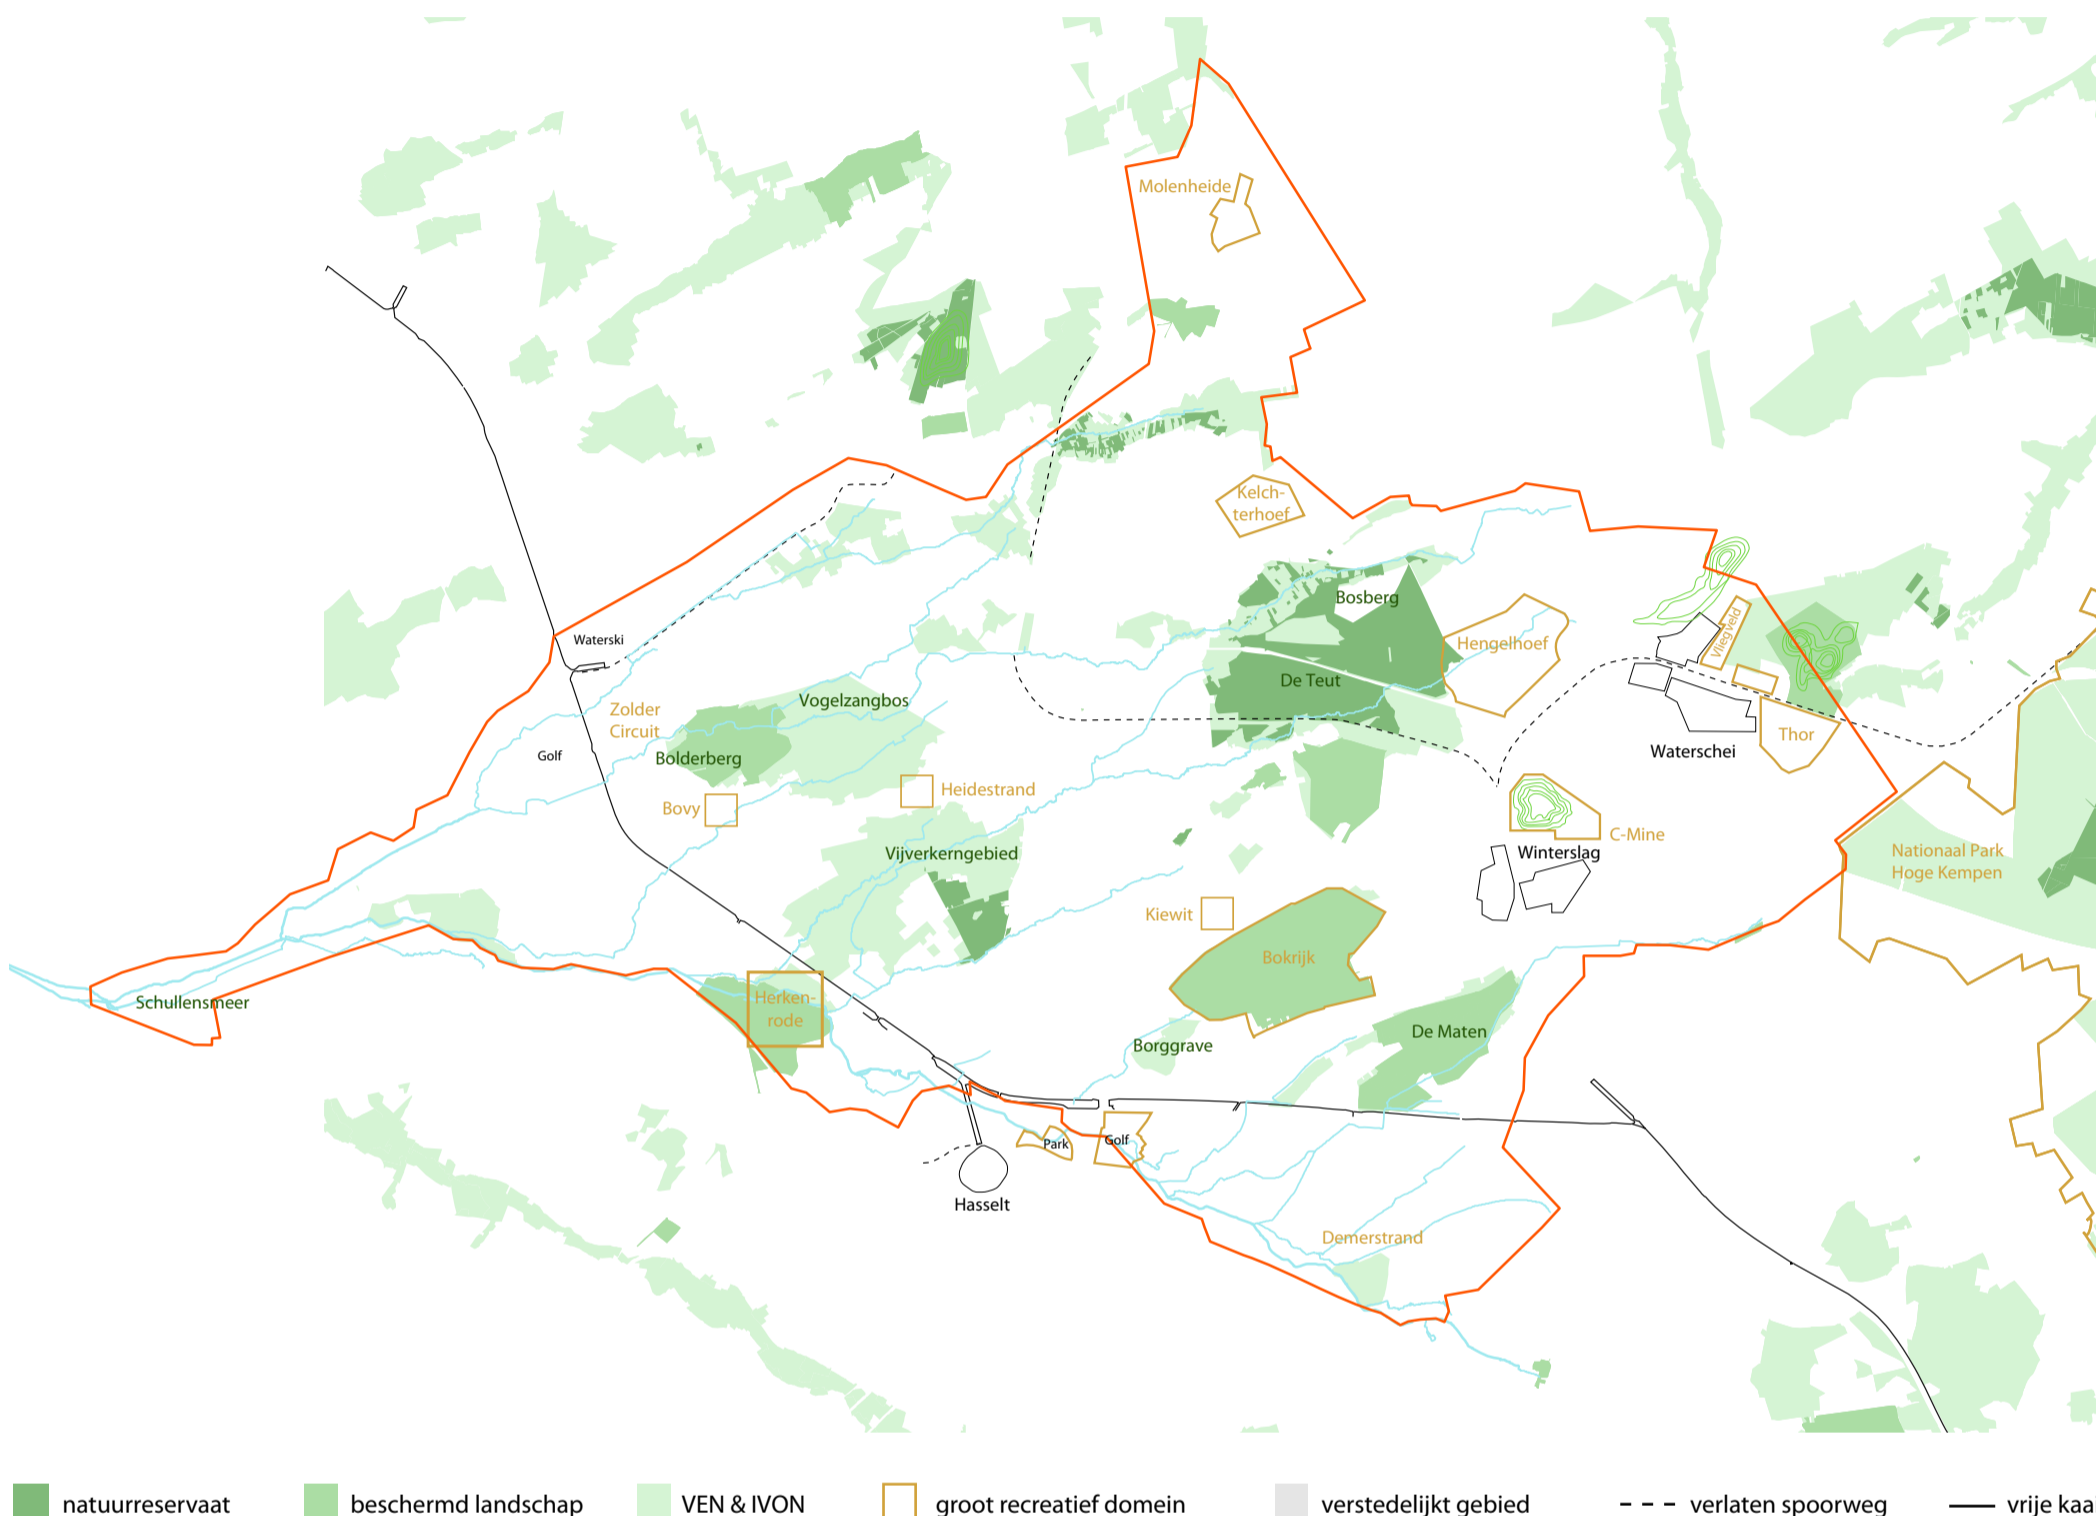 Molenheide
Kelch-
terhoef
Bosberg
Hengelhoef
Vliegveld
Waterski
De Teut
Vogelzangbos
Zolder
Circuit
Thor
Waterschei
Golf
Bolderberg
Heidestrand
Bovy
C-Mine
Winterslag
Vijverkerngebied
Nationaal Park
Hoge Kempen
Kiewit
Bokrijk
Schullensmeer
Herken-
rode
De Maten
Borggrave
Park
Golf
Hasselt
Demerstrand
natuurreservaat
beschermd landschap
VEN & IVON
groot recreatief domein
verstedelijkt gebied
verlaten spoorweg
vrije kaa